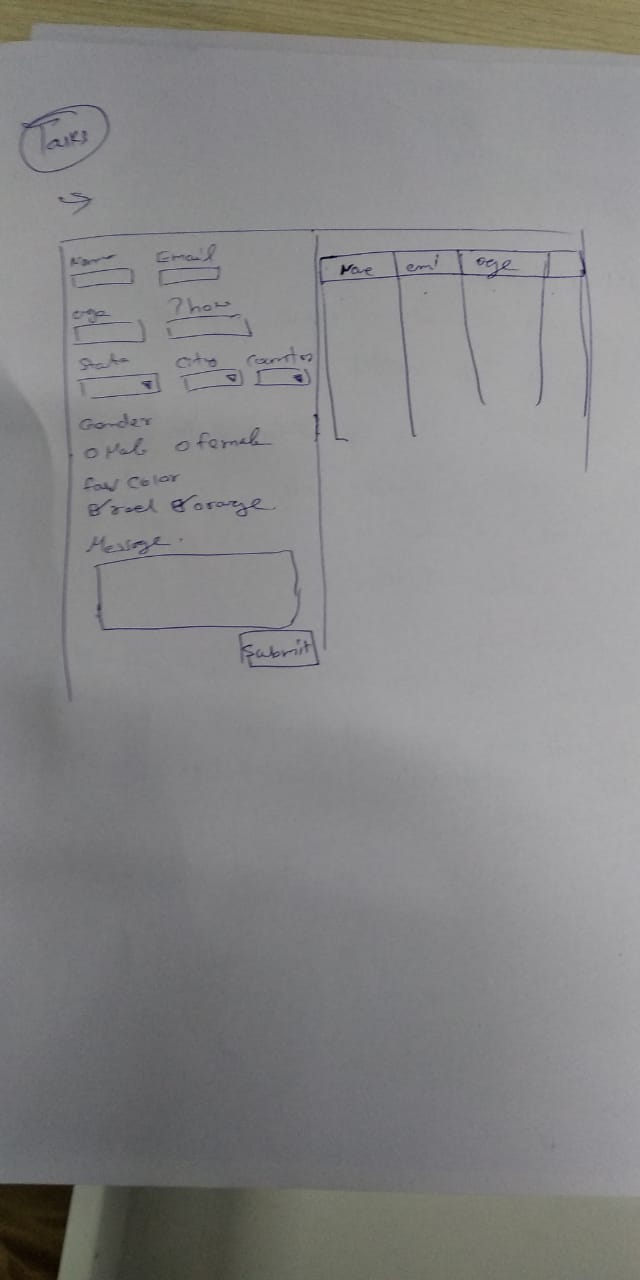 Tasks
Name Email
age Phone
State City Country
Gender
Male Female
fav Color
red orange
Message
Submit
Name emi age